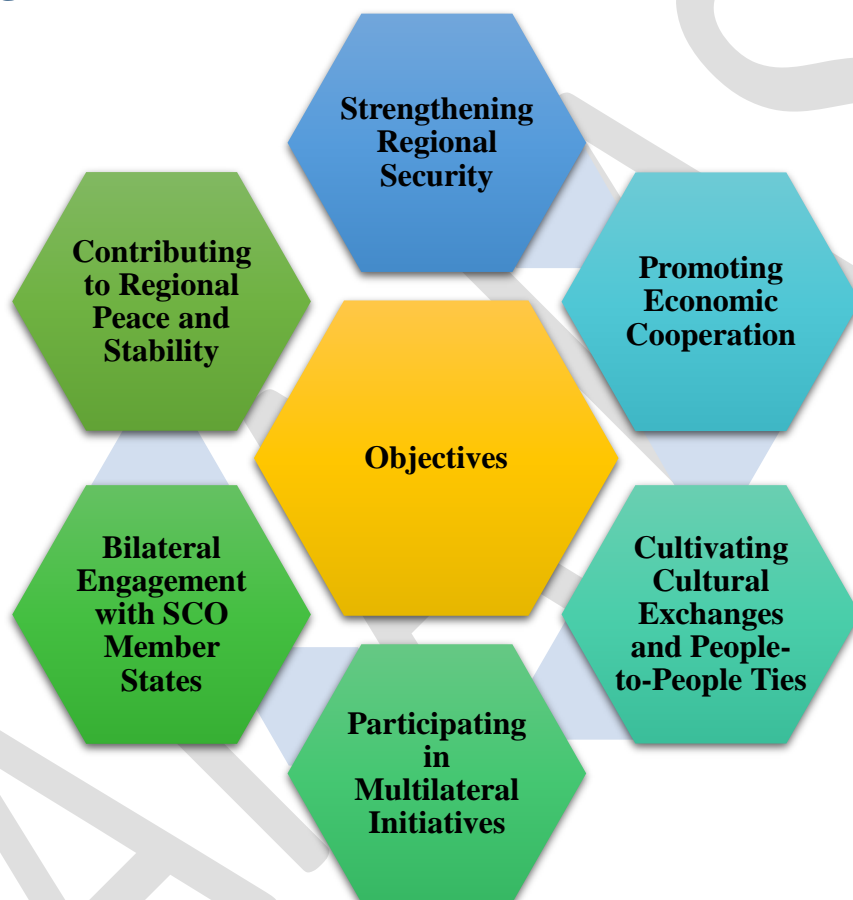 Strengthening
Regional
Security
Promoting
Economic
Cooperation
Cultivating
Cultural
Exchanges
and People-
to-People Ties
Participating
in
Multilateral
Initiatives
Bilateral
Engagement
with SCO
Member
States
Contributing
to Regional
Peace and
Stability
Objectives